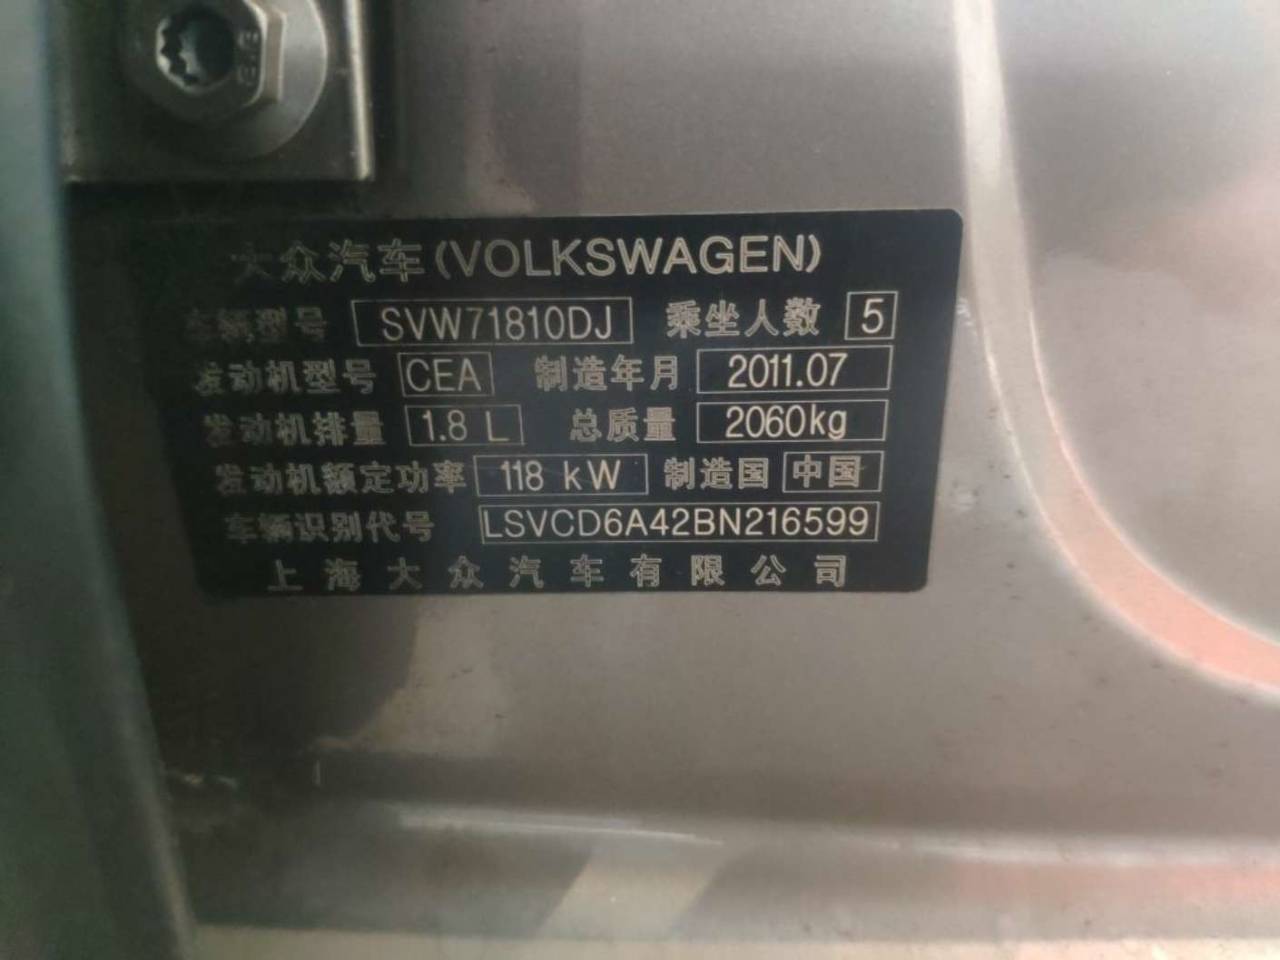 大众汽车(VOLKSWAGEN)
车辆型号 SVW71810DJ 乘坐人数 5
发动机型号 CEA 制造年月 2011.07
发动机排量 1.8 L 总质量 2060kg
发动机额定功率 118 kW 制造国 中国
车辆识别代号 LSVCD6A42BN216599
上海大众汽车有限公司